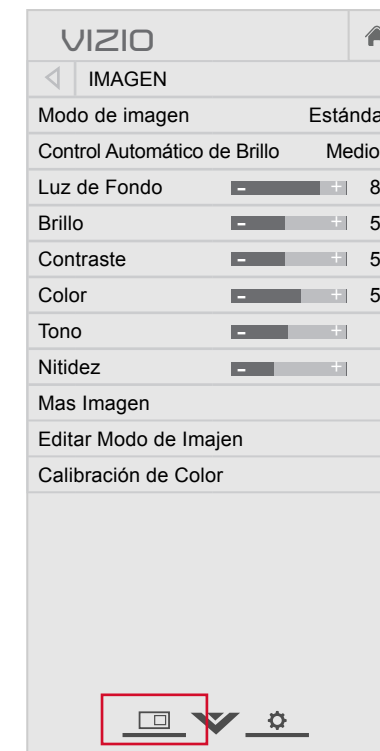 VIZIO
IMAGEN
Modo de imagen Estánda
Control Automático de Brillo Medio
Luz de Fondo - + 8
Brillo - + 5
Contraste - + 5
Color - + 5
Tono - +
Nitidez - +
Mas Imagen
Editar Modo de Imajen
Calibración de Color